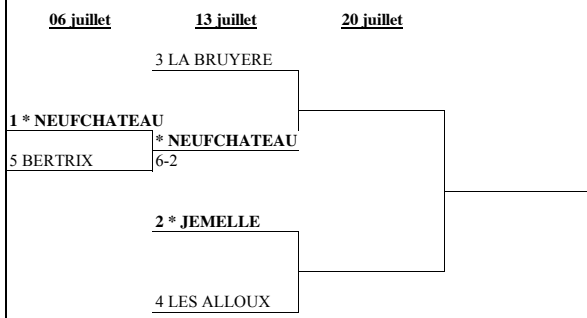 06 juillet
13 juillet
20 juillet
3 LA BRUYERE
1 * NEUFCHATEAU
* NEUFCHATEAU
5 BERTRIX
6-2
2 * JEMELLE
4 LES ALLOUX